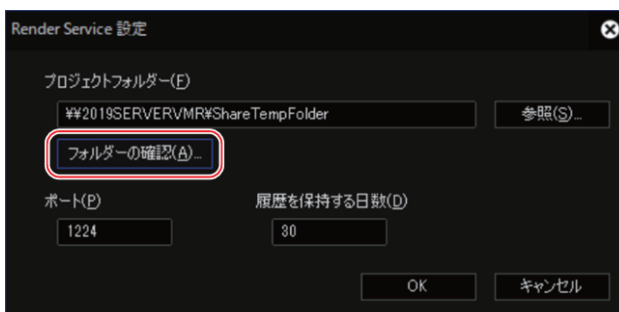 Render Service 設定
プロジェクトフォルダー(F)
¥¥2019SERVERVMR¥ShareTempFolder
参照(S)...
フォルダーの確認(A)...
ポート(P)
履歴を保持する日数(D)
1224
30
OK
キャンセル